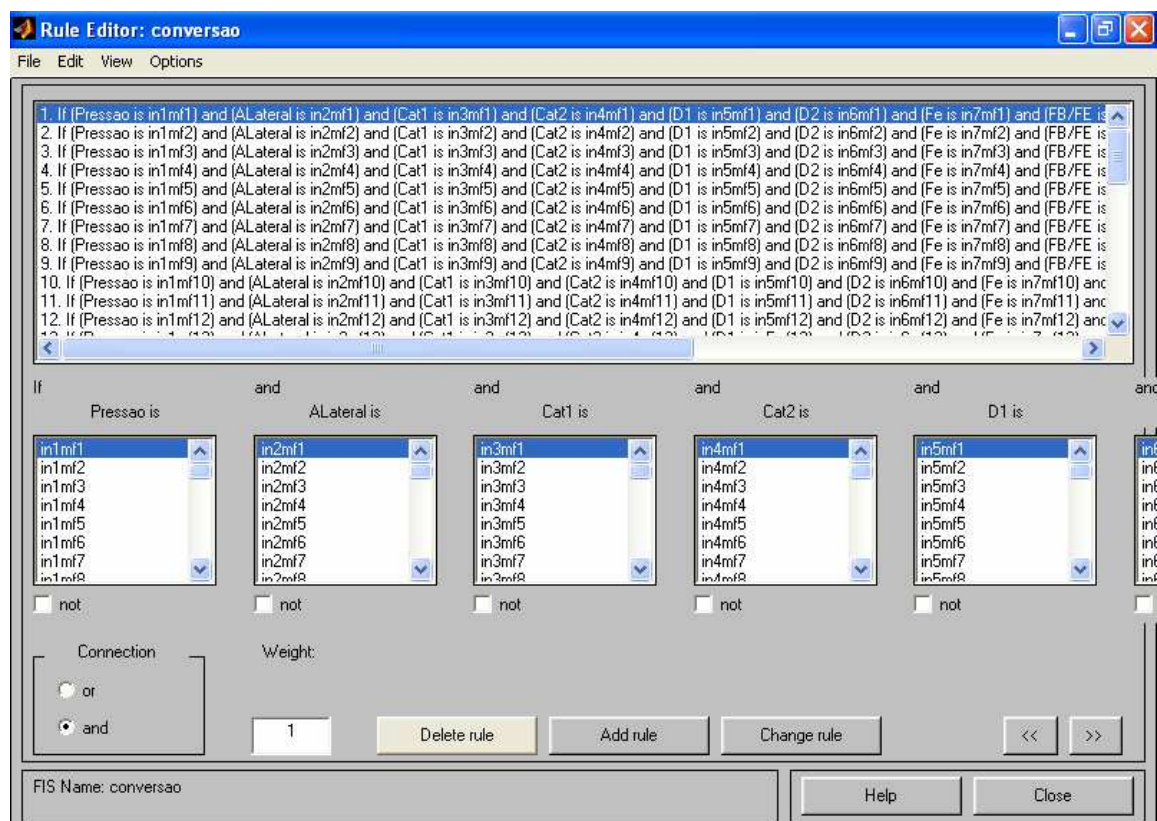 Rule Editor: conversao
File Edit View Options
1. If (Pressao is in1mf1) and (ALateral is in2mf1) and (Cat1 is in3mf1) and (Cat2 is in4mf1) and (D1 is in5mf1) and (D2 is in6mf1) and (Fe is in7mf1) and (FB/FE is
2. If (Pressao is in1mf2) and (ALateral is in2mf2) and (Cat1 is in3mf2) and (Cat2 is in4mf2) and (D1 is in5mf2) and (D2 is in6mf2) and (Fe is in7mf2) and (FB/FE is
3. If (Pressao is in1mf3) and (ALateral is in2mf3) and (Cat1 is in3mf3) and (Cat2 is in4mf3) and (D1 is in5mf3) and (D2 is in6mf3) and (Fe is in7mf3) and (FB/FE is
4. If (Pressao is in1mf4) and (ALateral is in2mf4) and (Cat1 is in3mf4) and (Cat2 is in4mf4) and (D1 is in5mf4) and (D2 is in6mf4) and (Fe is in7mf4) and (FB/FE is
5. If (Pressao is in1mf5) and (ALateral is in2mf5) and (Cat1 is in3mf5) and (Cat2 is in4mf5) and (D1 is in5mf5) and (D2 is in6mf5) and (Fe is in7mf5) and (FB/FE is
6. If (Pressao is in1mf6) and (ALateral is in2mf6) and (Cat1 is in3mf6) and (Cat2 is in4mf6) and (D1 is in5mf6) and (D2 is in6mf6) and (Fe is in7mf6) and (FB/FE is
7. If (Pressao is in1mf7) and (ALateral is in2mf7) and (Cat1 is in3mf7) and (Cat2 is in4mf7) and (D1 is in5mf7) and (D2 is in6mf7) and (Fe is in7mf7) and (FB/FE is
8. If (Pressao is in1mf8) and (ALateral is in2mf8) and (Cat1 is in3mf8) and (Cat2 is in4mf8) and (D1 is in5mf8) and (D2 is in6mf8) and (Fe is in7mf8) and (FB/FE is
9. If (Pressao is in1mf9) and (ALateral is in2mf9) and (Cat1 is in3mf9) and (Cat2 is in4mf9) and (D1 is in5mf9) and (D2 is in6mf9) and (Fe is in7mf9) and (FB/FE is
10. If (Pressao is in1mf10) and (ALateral is in2mf10) and (Cat1 is in3mf10) and (Cat2 is in4mf10) and (D1 is in5mf10) and (D2 is in6mf10) and (Fe is in7mf10) and
11. If (Pressao is in1mf11) and (ALateral is in2mf11) and (Cat1 is in3mf11) and (Cat2 is in4mf11) and (D1 is in5mf11) and (D2 is in6mf11) and (Fe is in7mf11) and
12. If (Pressao is in1mf12) and (ALateral is in2mf12) and (Cat1 is in3mf12) and (Cat2 is in4mf12) and (D1 is in5mf12) and (D2 is in6mf12) and (Fe is in7mf12) and
If and and and and and
Pressao is ALateral is Cat1 is Cat2 is D1 is
in1mf1 in2mf1 in3mf1 in4mf1 in5mf1
in1mf2 in2mf2 in3mf2 in4mf2 in5mf2
in1mf3 in2mf3 in3mf3 in4mf3 in5mf3
in1mf4 in2mf4 in3mf4 in4mf4 in5mf4
in1mf5 in2mf5 in3mf5 in4mf5 in5mf5
in1mf6 in2mf6 in3mf6 in4mf6 in5mf6
in1mf7 in2mf7 in3mf7 in4mf7 in5mf7
in1mf8 in2mf8 in3mf8 in4mf8 in5mf8
not not not not not
Connection Weight:
or
and 1 Delete rule Add rule Change rule << >>
FIS Name: conversao Help Close